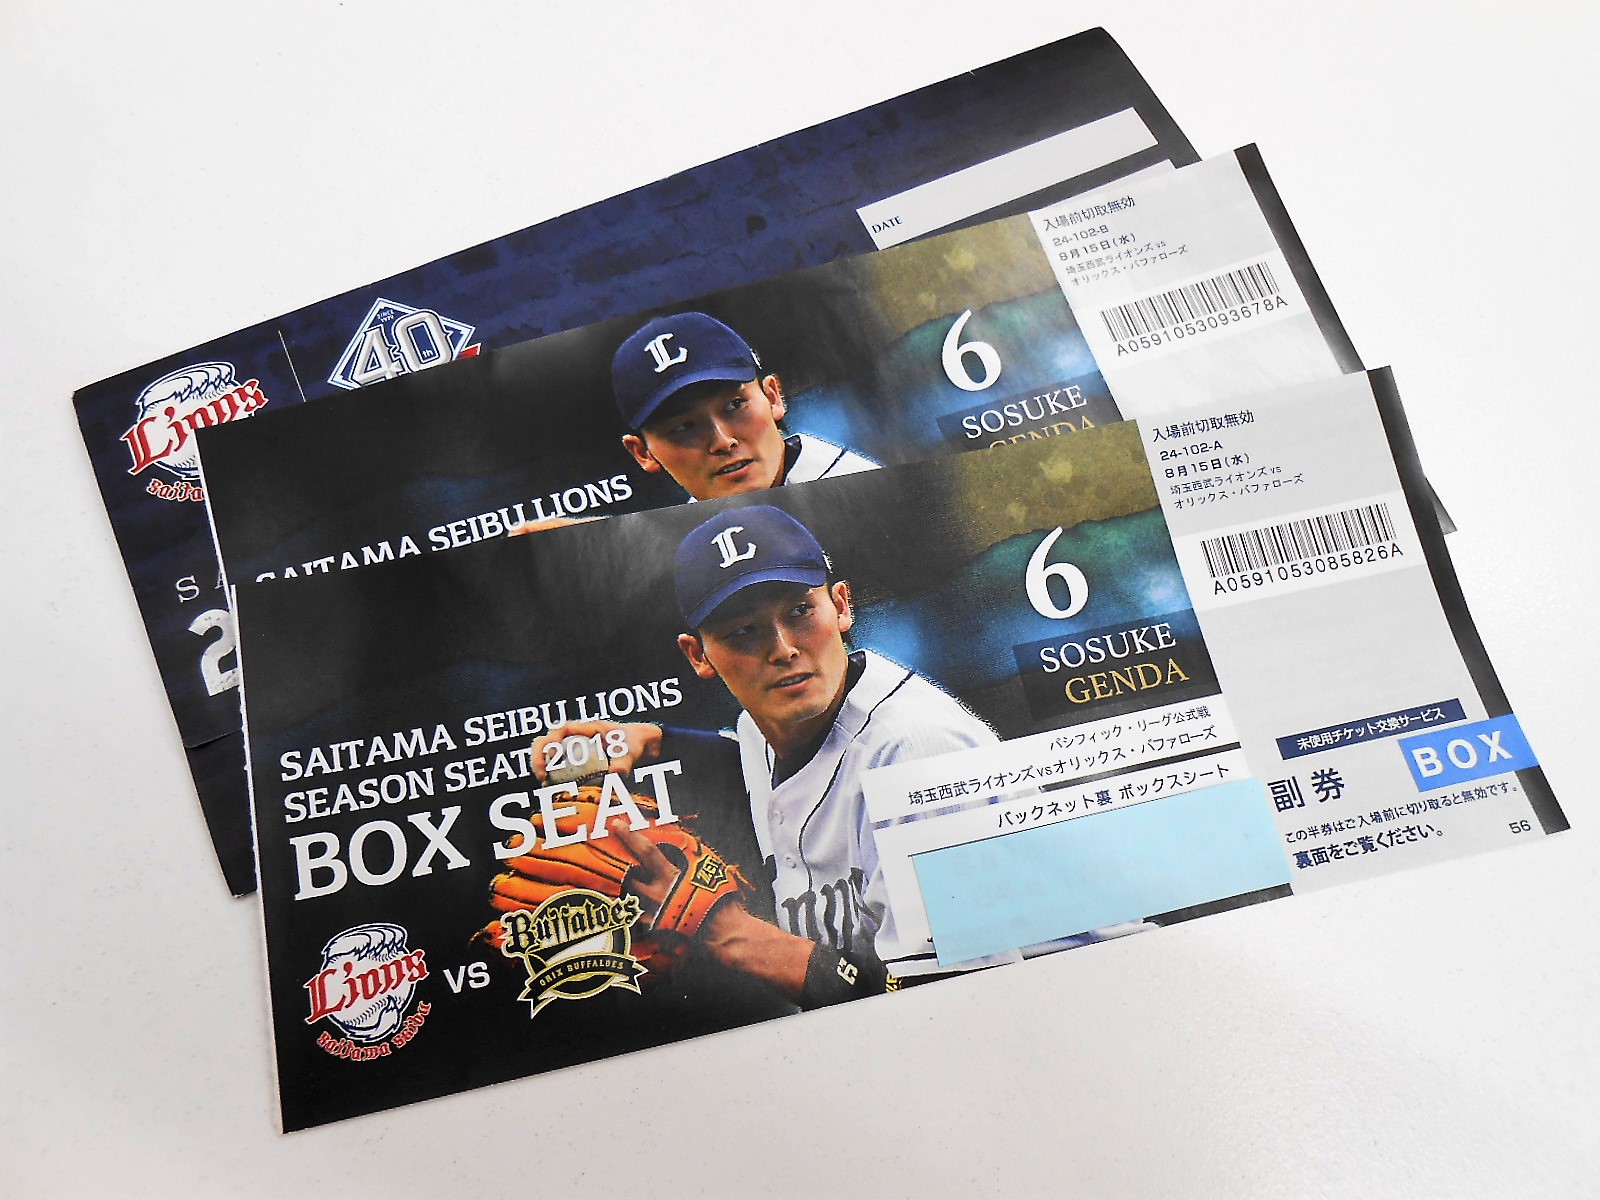 DATE
SINCE
40th
Lions
入場前切取無効
24-102-B
8月15日(水)
埼玉西武ライオンズ vs
オリックス・バファローズ
A0591053093678A
L
6
SOSUKE
GENDA
SAITAMA SEIBU LIONS
入場前切取無効
24-102-A
8月15日(水)
埼玉西武ライオンズ vs
オリックス・バファローズ
A0591053085826A
L
6
SOSUKE
GENDA
SAITAMA SEIBU LIONS
SEASON SEAT 2018
BOX SEAT
パシフィック・リーグ公式戦
埼玉西武ライオンズvsオリックス・バファローズ
バックネット裏 ボックスシート
未使用チケット交換サービス
BOX
副券
この半券はご入場前に切り取ると無効です。
裏面をご覧ください。
56
Lions
Saitama Seibu
VS
Buffaloes
ORIX BUFFALOES